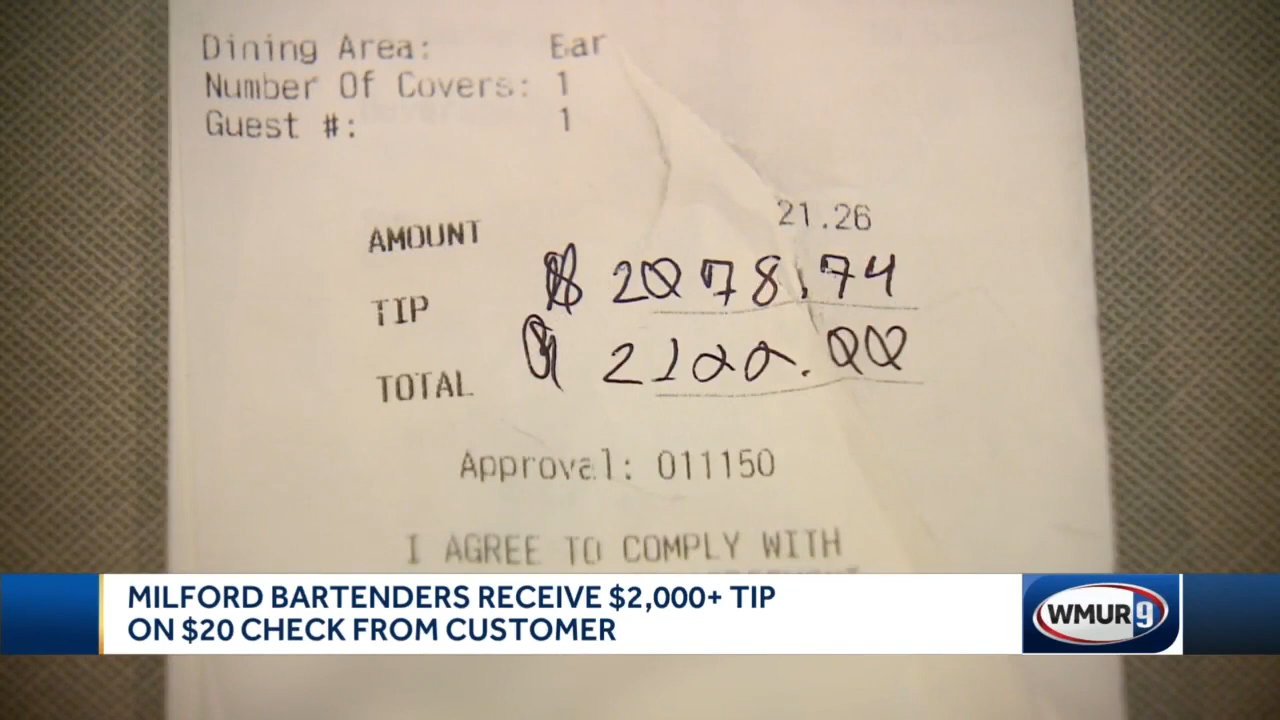 Dining Area: Bar
Number Of Covers: 1
Guest #: 1
AMOUNT 21.26
TIP $ 2078.74
TOTAL $ 2100.00
Approval: 011150
I AGREE TO COMPLY WITH
MILFORD BARTENDERS RECEIVE $2,000+ TIP
ON $20 CHECK FROM CUSTOMER
WMUR 9